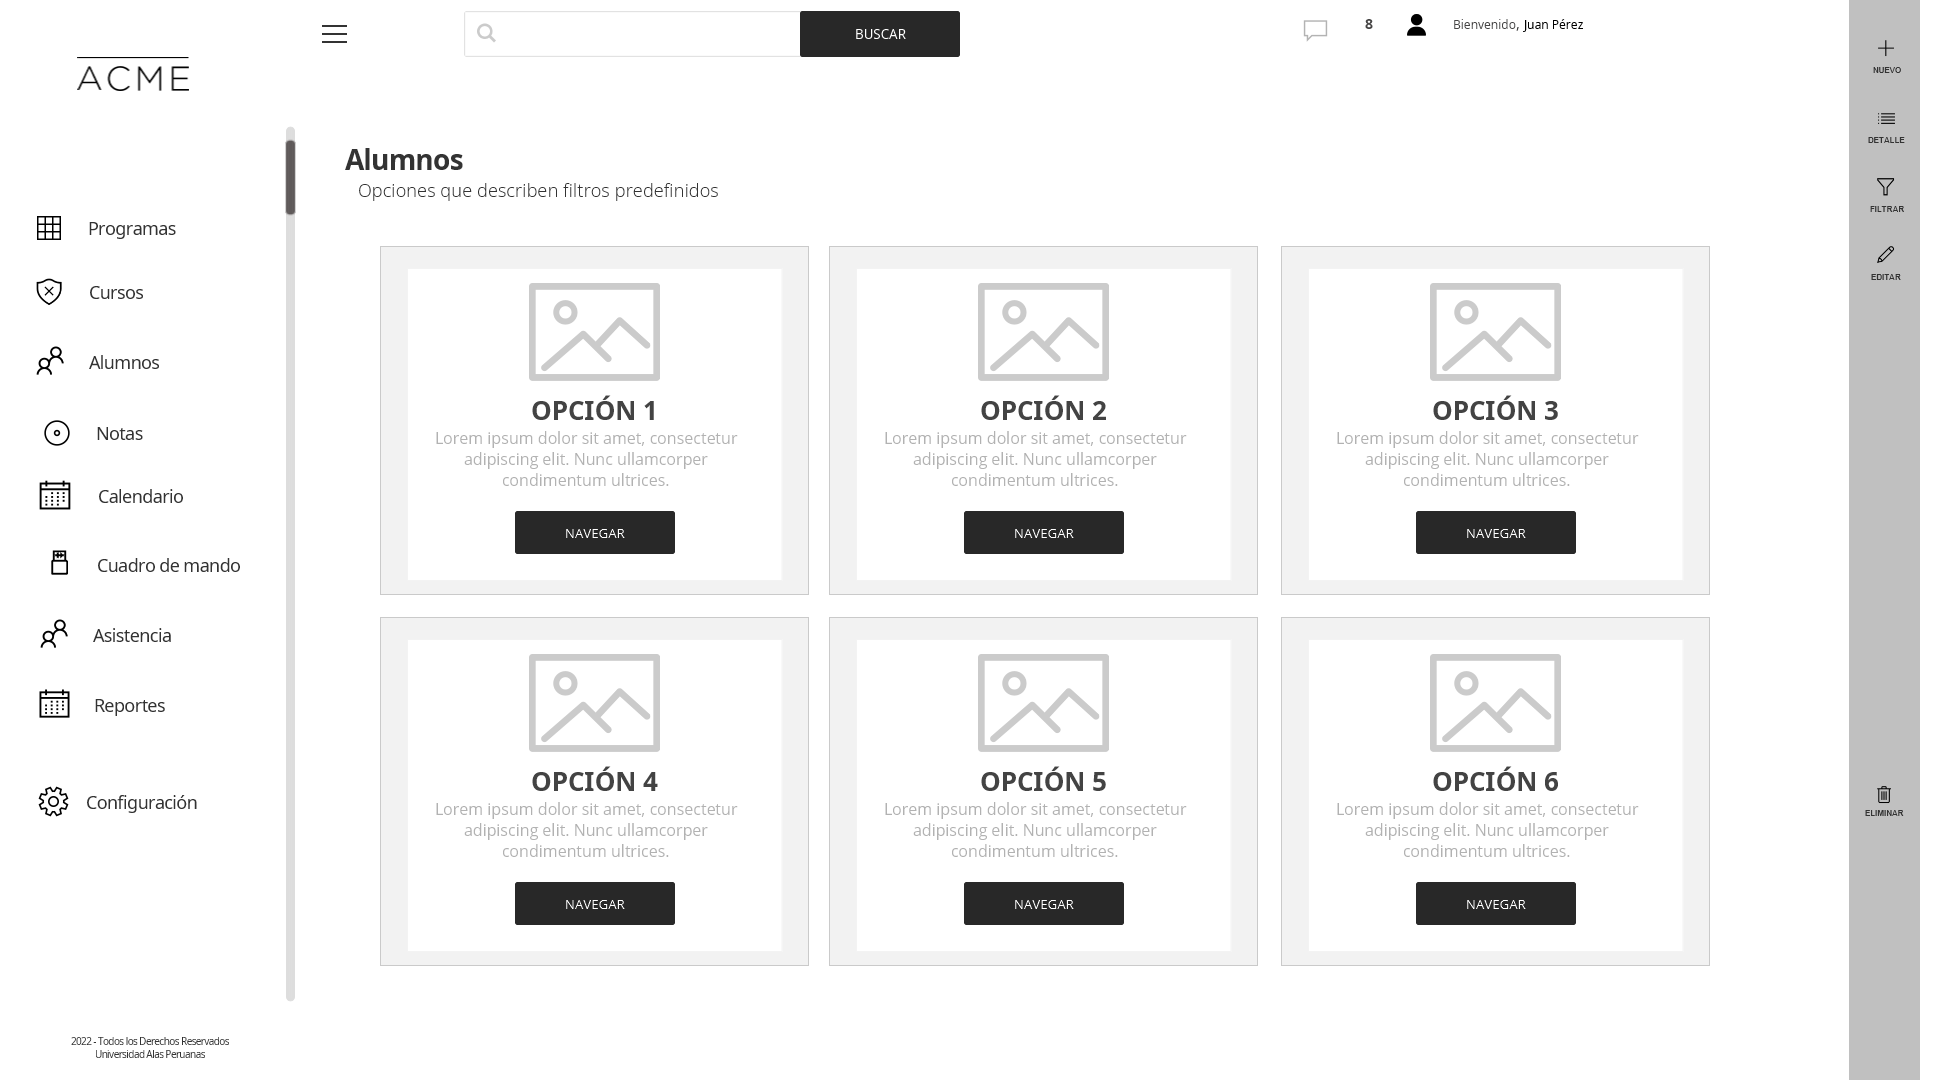 ACME
BUSCAR
8
Bienvenido, Juan Pérez
Programas
Cursos
Alumnos
Notas
Calendario
Cuadro de mando
Asistencia
Reportes
Configuración
2022 - Todos los Derechos Reservados
Universidad Alas Peruanas
Alumnos
Opciones que describen filtros predefinidos
OPCIÓN 1
Lorem ipsum dolor sit amet, consectetur
adipiscing elit. Nunc ullamcorper
condimentum ultrices.
NAVEGAR
OPCIÓN 2
Lorem ipsum dolor sit amet, consectetur
adipiscing elit. Nunc ullamcorper
condimentum ultrices.
NAVEGAR
OPCIÓN 3
Lorem ipsum dolor sit amet, consectetur
adipiscing elit. Nunc ullamcorper
condimentum ultrices.
NAVEGAR
OPCIÓN 4
Lorem ipsum dolor sit amet, consectetur
adipiscing elit. Nunc ullamcorper
condimentum ultrices.
NAVEGAR
OPCIÓN 5
Lorem ipsum dolor sit amet, consectetur
adipiscing elit. Nunc ullamcorper
condimentum ultrices.
NAVEGAR
OPCIÓN 6
Lorem ipsum dolor sit amet, consectetur
adipiscing elit. Nunc ullamcorper
condimentum ultrices.
NAVEGAR
NUEVO
DETALLE
FILTRAR
EDITAR
ELIMINAR